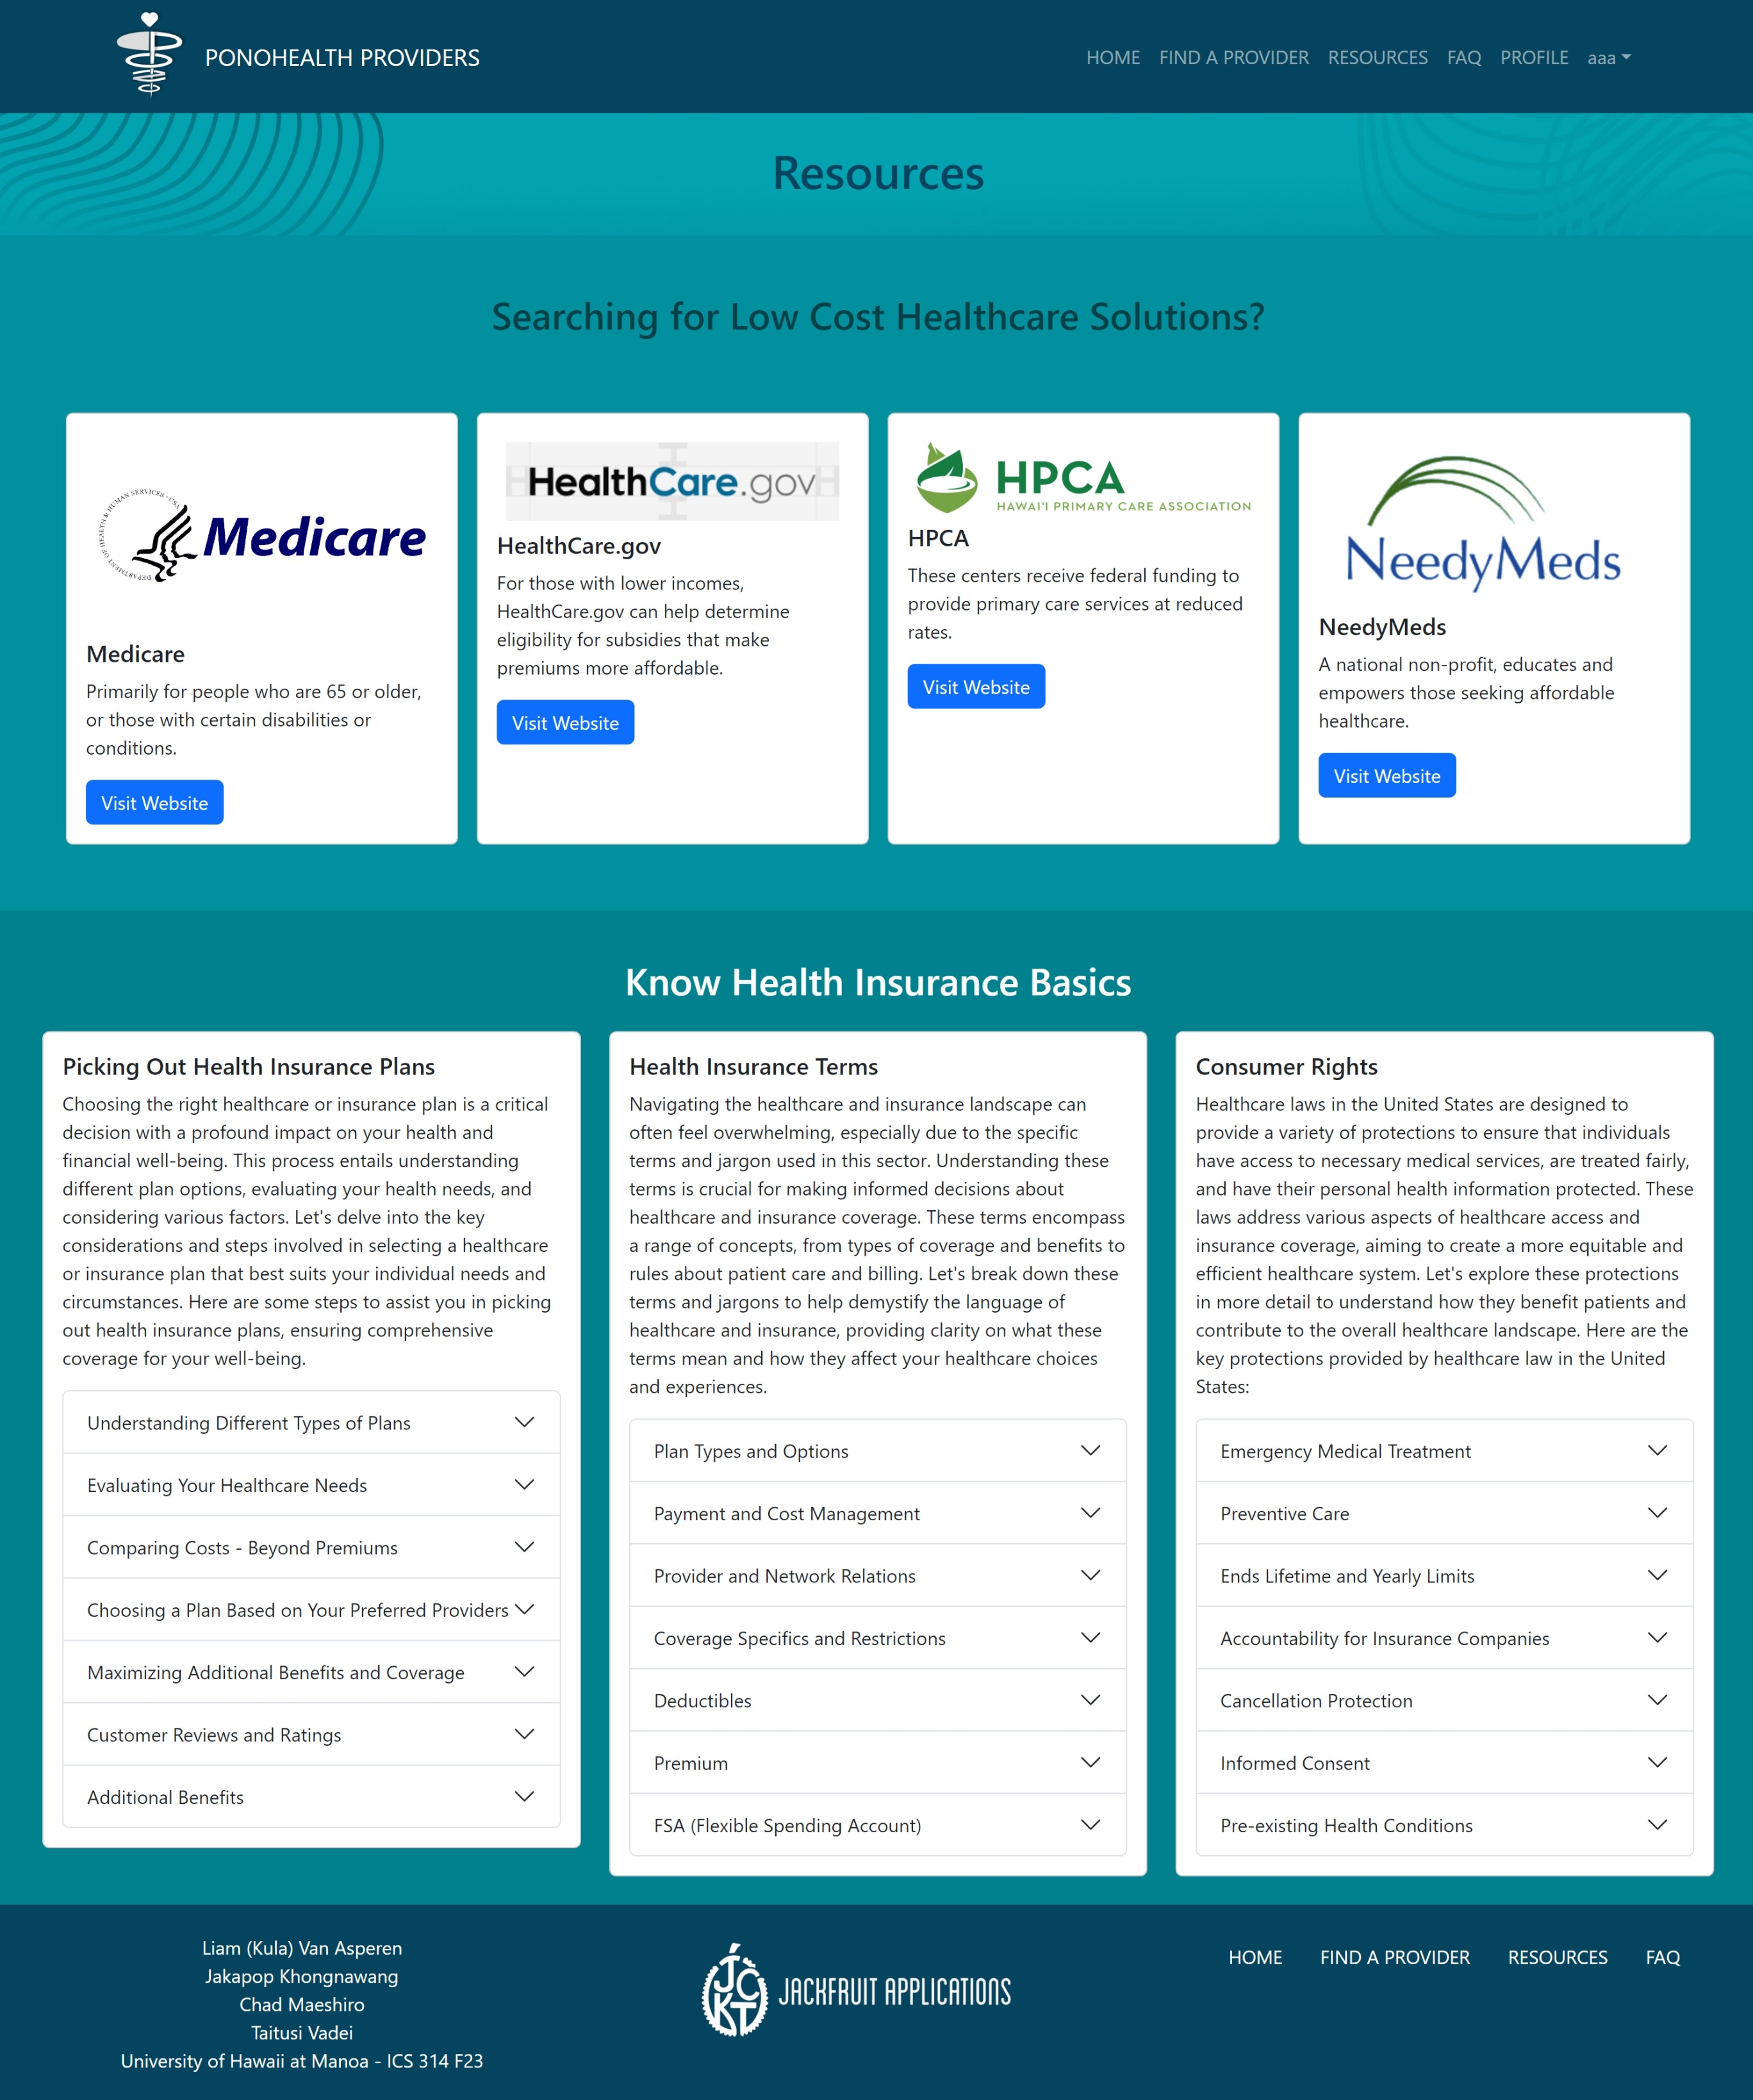 PONOHEALTH PROVIDERS
HOME FIND A PROVIDER RESOURCES FAQ PROFILE aaa
Resources
Searching for Low Cost Healthcare Solutions?
DEPARTMENT OF HEALTH & HUMAN SERVICES · USA
Medicare
Medicare
Primarily for people who are 65 or older,
or those with certain disabilities or
conditions.
Visit Website
HealthCare.gov
HealthCare.gov
For those with lower incomes,
HealthCare.gov can help determine
eligibility for subsidies that make
premiums more affordable.
Visit Website
HPCA
HAWAI'I PRIMARY CARE ASSOCIATION
HPCA
These centers receive federal funding to
provide primary care services at reduced
rates.
Visit Website
NeedyMeds
NeedyMeds
A national non-profit, educates and
empowers those seeking affordable
healthcare.
Visit Website
Know Health Insurance Basics
Picking Out Health Insurance Plans
Choosing the right healthcare or insurance plan is a critical
decision with a profound impact on your health and
financial well-being. This process entails understanding
different plan options, evaluating your health needs, and
considering various factors. Let's delve into the key
considerations and steps involved in selecting a healthcare
or insurance plan that best suits your individual needs and
circumstances. Here are some steps to assist you in picking
out health insurance plans, ensuring comprehensive
coverage for your well-being.
Understanding Different Types of Plans
Evaluating Your Healthcare Needs
Comparing Costs - Beyond Premiums
Choosing a Plan Based on Your Preferred Providers
Maximizing Additional Benefits and Coverage
Customer Reviews and Ratings
Additional Benefits
Health Insurance Terms
Navigating the healthcare and insurance landscape can
often feel overwhelming, especially due to the specific
terms and jargon used in this sector. Understanding these
terms is crucial for making informed decisions about
healthcare and insurance coverage. These terms encompass
a range of concepts, from types of coverage and benefits to
rules about patient care and billing. Let's break down these
terms and jargons to help demystify the language of
healthcare and insurance, providing clarity on what these
terms mean and how they affect your healthcare choices
and experiences.
Plan Types and Options
Payment and Cost Management
Provider and Network Relations
Coverage Specifics and Restrictions
Deductibles
Premium
FSA (Flexible Spending Account)
Consumer Rights
Healthcare laws in the United States are designed to
provide a variety of protections to ensure that individuals
have access to necessary medical services, are treated fairly,
and have their personal health information protected. These
laws address various aspects of healthcare access and
insurance coverage, aiming to create a more equitable and
efficient healthcare system. Let's explore these protections
in more detail to understand how they benefit patients and
contribute to the overall healthcare landscape. Here are the
key protections provided by healthcare law in the United
States:
Emergency Medical Treatment
Preventive Care
Ends Lifetime and Yearly Limits
Accountability for Insurance Companies
Cancellation Protection
Informed Consent
Pre-existing Health Conditions
Liam (Kula) Van Asperen
Jakapop Khongnawang
Chad Maeshiro
Taitusi Vadei
University of Hawaii at Manoa - ICS 314 F23
JC
KT
JACKFRUIT APPLICATIONS
HOME FIND A PROVIDER RESOURCES FAQ